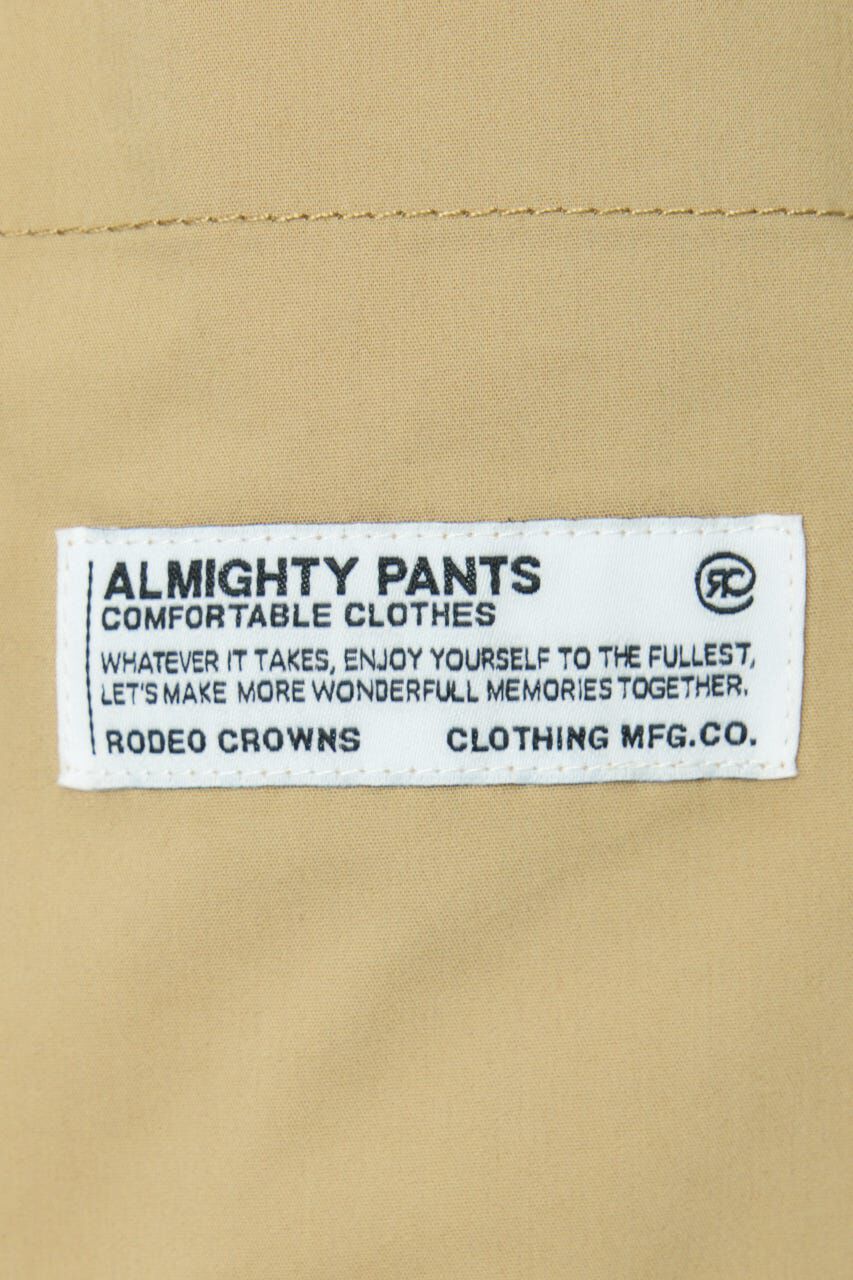 ALMIGHTY PANTS
RC
COMFORTABLE CLOTHES
WHATEVER IT TAKES, ENJOY YOURSELF TO THE FULLEST,
LET'S MAKE MORE WONDERFULL MEMORIES TOGETHER.
RODEO CROWNS CLOTHING MFG.CO.